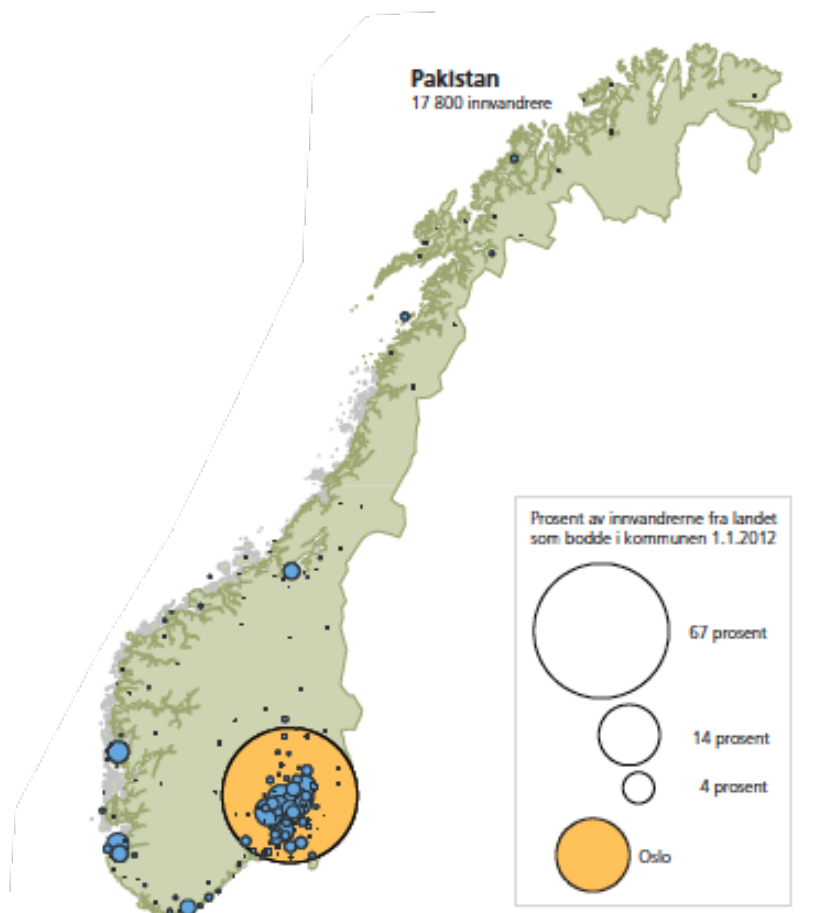 Pakistan
17 800 innvandrere
Prosent av innvandrerne fra landet
som bodde i kommunen 1.1.2012
67 prosent
14 prosent
4 prosent
Oslo